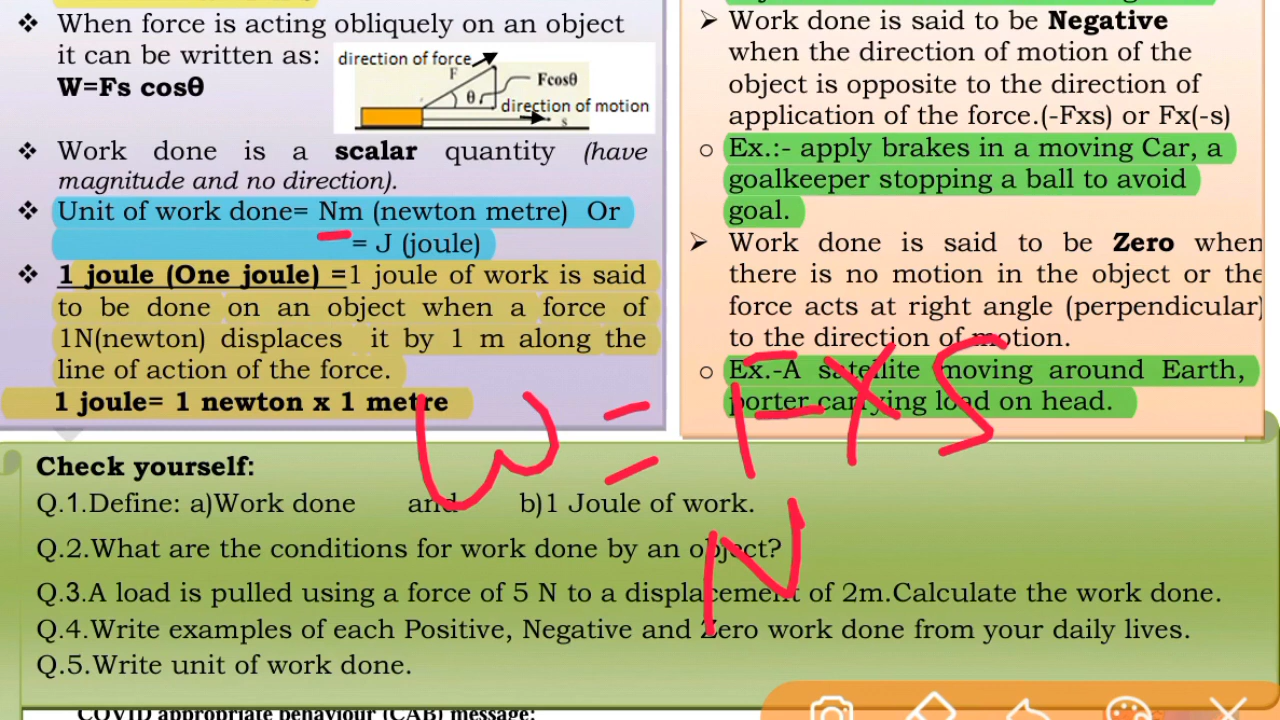 ❖ When force is acting obliquely on an object
it can be written as:
W=Fs cosθ
direction of force
F
Fcosθ
θ
direction of motion
s
❖ Work done is a scalar quantity (have
magnitude and no direction).
❖ Unit of work done= Nm (newton metre) Or
= J (joule)
❖ 1 joule (One joule) =1 joule of work is said
to be done on an object when a force of
1N(newton) displaces it by 1 m along the
line of action of the force.
1 joule= 1 newton x 1 metre
➢ Work done is said to be Negative
when the direction of motion of the
object is opposite to the direction of
application of the force.(-Fxs) or Fx(-s)
o Ex.:- apply brakes in a moving Car, a
goalkeeper stopping a ball to avoid
goal.
➢ Work done is said to be Zero when
there is no motion in the object or the
force acts at right angle (perpendicular)
to the direction of motion.
o Ex.-A satellite moving around Earth,
porter carrying load on head.
W = F X S
N
Check yourself:
Q.1.Define: a)Work done and b)1 Joule of work.
Q.2.What are the conditions for work done by an object?
Q.3.A load is pulled using a force of 5 N to a displacement of 2m.Calculate the work done.
Q.4.Write examples of each Positive, Negative and Zero work done from your daily lives.
Q.5.Write unit of work done.
COVID appropriate behaviour (CAB) message: